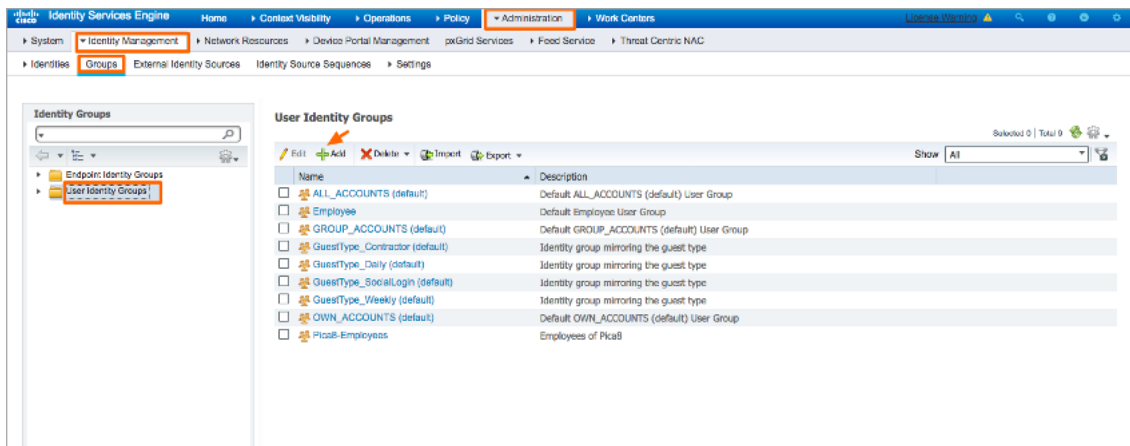 cisco Identity Services Engine Home Context Visibility Operations Policy Administration Work Centers License Warning
System Identity Management Network Resources Device Portal Management pxGrid Services Feed Service Threat Centric NAC
Identities Groups External Identity Sources Identity Source Sequences Settings
Identity Groups
User Identity Groups
Selected 0 | Total 9
Edit Add Delete Import Export Show All
Endpoint Identity Groups
User Identity Groups
Name Description
ALL_ACCOUNTS (default) Default ALL_ACCOUNTS (default) User Group
Employee Default Employee User Group
GROUP_ACCOUNTS (default) Default GROUP_ACCOUNTS (default) User Group
GuestType_Contractor (default) Identity group mirroring the guest type
GuestType_Daily (default) Identity group mirroring the guest type
GuestType_SocialLogin (default) Identity group mirroring the guest type
GuestType_Weekly (default) Identity group mirroring the guest type
OWN_ACCOUNTS (default) Default OWN_ACCOUNTS (default) User Group
Pica8-Employees Employees of Pica8